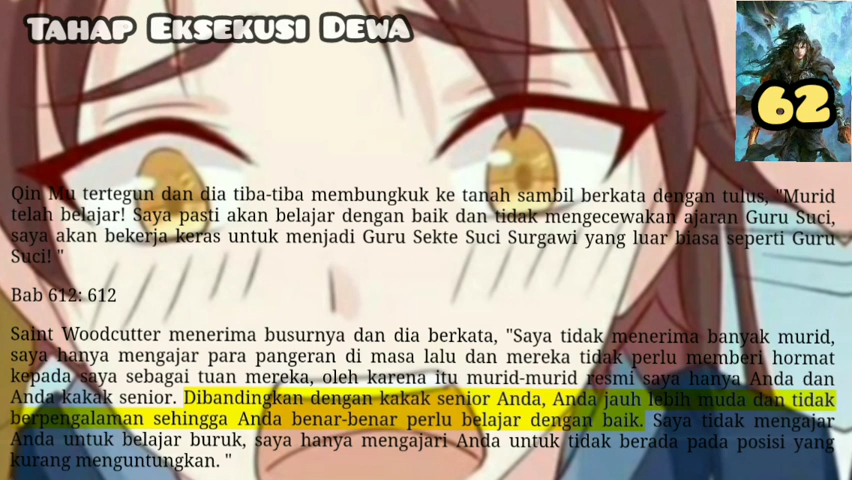 Tahap Eksekusi Dewa
62
Qin Mu tertegun dan dia tiba-tiba membungkuk ke tanah sambil berkata dengan tulus, "Murid
telah belajar! Saya pasti akan belajar dengan baik dan tidak mengecewakan ajaran Guru Suci,
saya akan bekerja keras untuk menjadi Guru Sekte Suci Surgawi yang luar biasa seperti Guru
Suci! "
Bab 612: 612
Saint Woodcutter menerima busurnya dan dia berkata, "Saya tidak menerima banyak murid,
saya hanya mengajar para pangeran di masa lalu dan mereka tidak perlu memberi hormat
kepada saya sebagai tuan mereka, oleh karena itu murid-murid resmi saya hanya Anda dan
Anda kakak senior. Dibandingkan dengan kakak senior Anda, Anda jauh lebih muda dan tidak
berpengalaman sehingga Anda benar-benar perlu belajar dengan baik. Saya tidak mengajar
Anda untuk belajar buruk, saya hanya mengajari Anda untuk tidak berada pada posisi yang
kurang menguntungkan. "